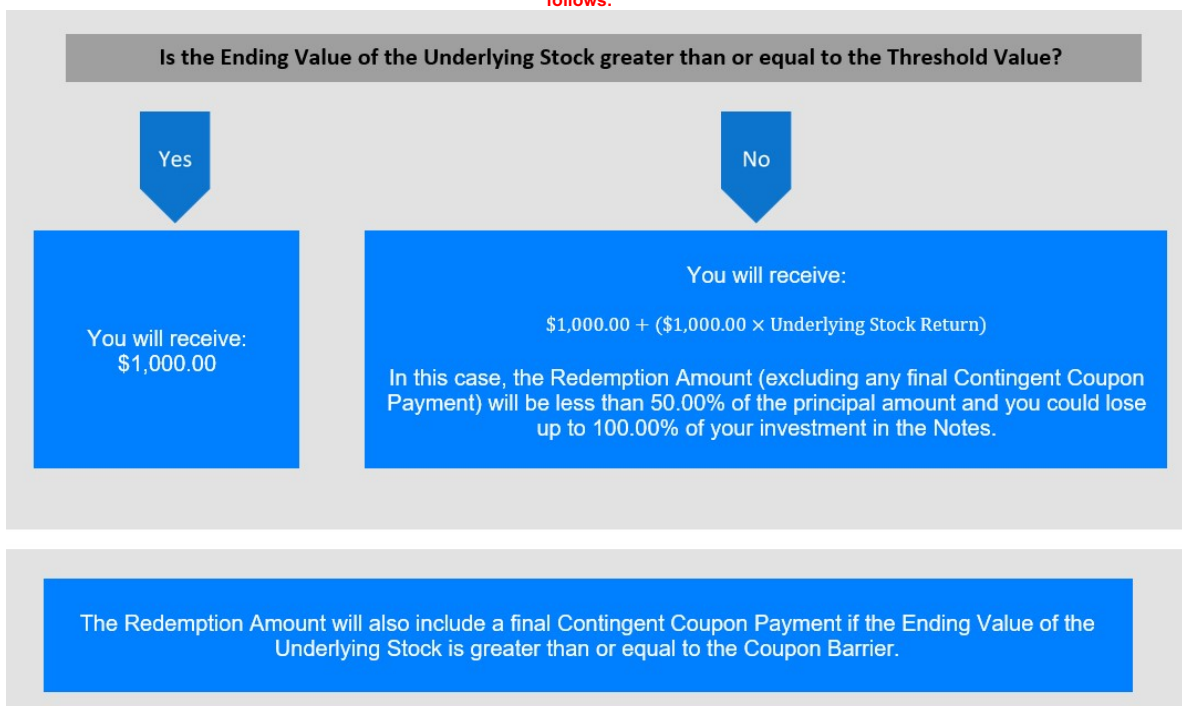 follows:
Is the Ending Value of the Underlying Stock greater than or equal to the Threshold Value?
Yes
No
You will receive:
$1,000.00
You will receive:
$1,000.00 + ($1,000.00 × Underlying Stock Return)
In this case, the Redemption Amount (excluding any final Contingent Coupon
Payment) will be less than 50.00% of the principal amount and you could lose
up to 100.00% of your investment in the Notes.
The Redemption Amount will also include a final Contingent Coupon Payment if the Ending Value of the
Underlying Stock is greater than or equal to the Coupon Barrier.